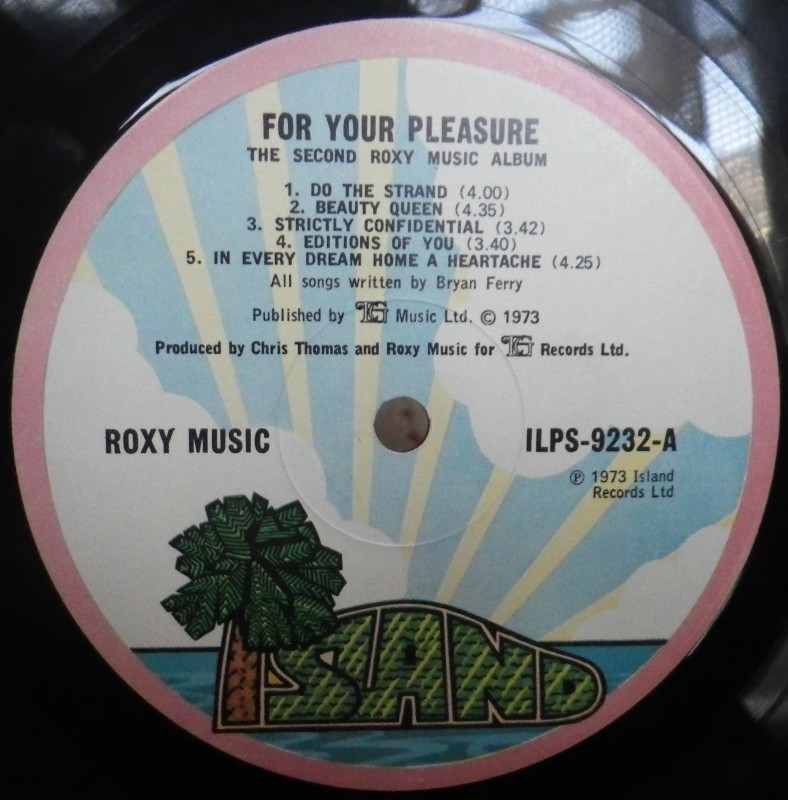 FOR YOUR PLEASURE
THE SECOND ROXY MUSIC ALBUM
1. DO THE STRAND (4.00)
2. BEAUTY QUEEN (4.35)
3. STRICTLY CONFIDENTIAL (3.42)
4. EDITIONS OF YOU (3.40)
5. IN EVERY DREAM HOME A HEARTACHE (4.25)
All songs written by Bryan Ferry
Published by EG Music Ltd. © 1973
Produced by Chris Thomas and Roxy Music for EG Records Ltd.
ROXY MUSIC
ILPS-9232-A
℗ 1973 Island
Records Ltd
ISLAND